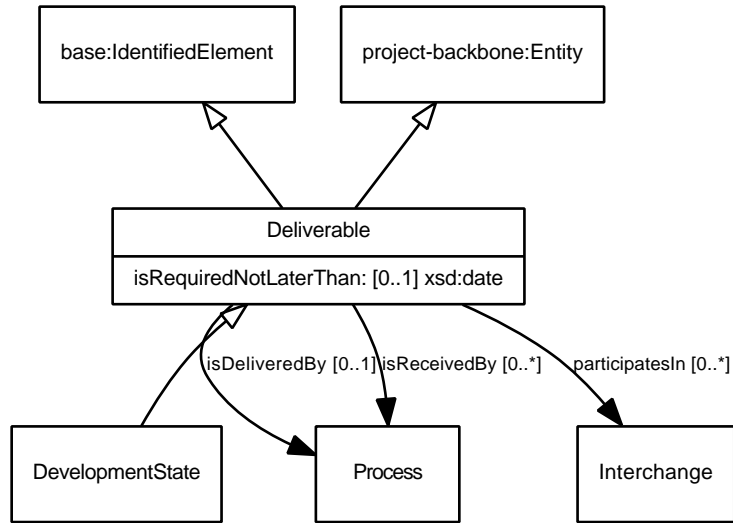 base:IdentifiedElement
project-backbone:Entity
Deliverable
isRequiredNotLaterThan: [0..1] xsd:date
isDeliveredBy [0..1]
isReceivedBy [0..*]
participatesIn [0..*]
DevelopmentState
Process
Interchange